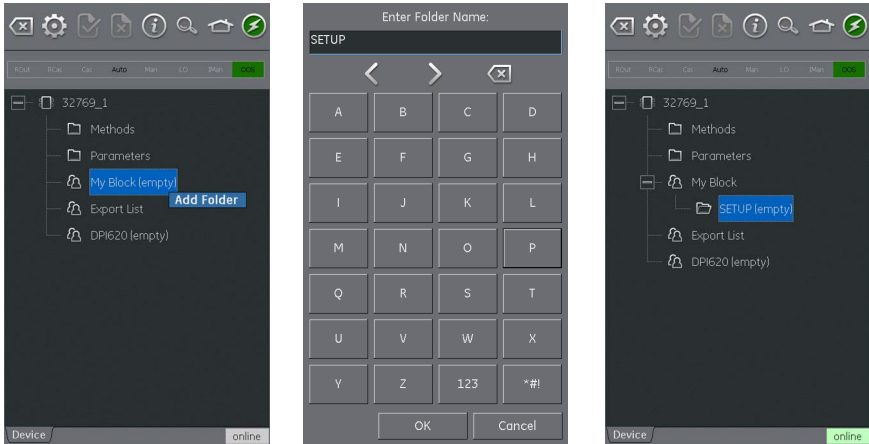 ROut RCas Cas Auto Man LO IMan OOS
32769_1
Methods
Parameters
My Block (empty)
Add Folder
Export List
DPI620 (empty)
Device
online
Enter Folder Name:
SETUP
A B C D
E F G H
I J K L
M N O P
Q R S T
U V W X
Y Z 123 *#!
OK Cancel
ROut RCas Cas Auto Man LO IMan OOS
32769_1
Methods
Parameters
My Block
SETUP (empty)
Export List
DPI620 (empty)
Device
online